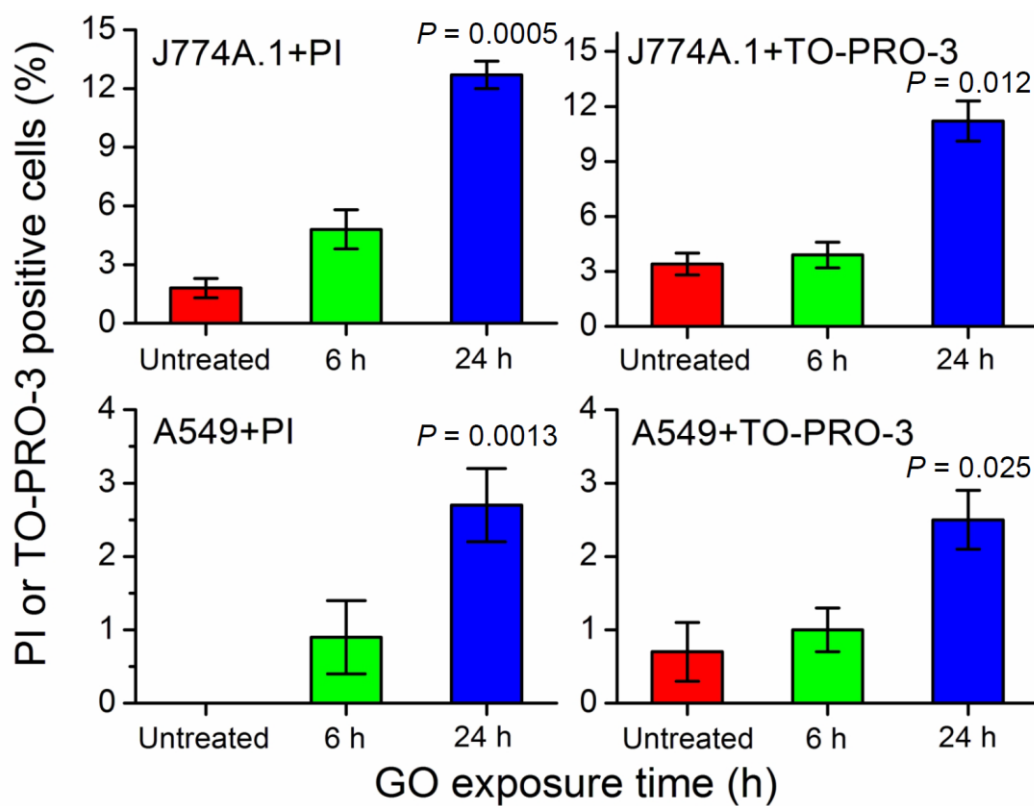 PI or TO-PRO-3 positive cells (%)
J774A.1+PI
P = 0.0005
15
12
9
6
3
0
Untreated 6 h 24 h
J774A.1+TO-PRO-3
P = 0.012
15
12
9
6
3
0
Untreated 6 h 24 h
A549+PI
P = 0.0013
4
3
2
1
0
Untreated 6 h 24 h
A549+TO-PRO-3
P = 0.025
4
3
2
1
0
Untreated 6 h 24 h
GO exposure time (h)